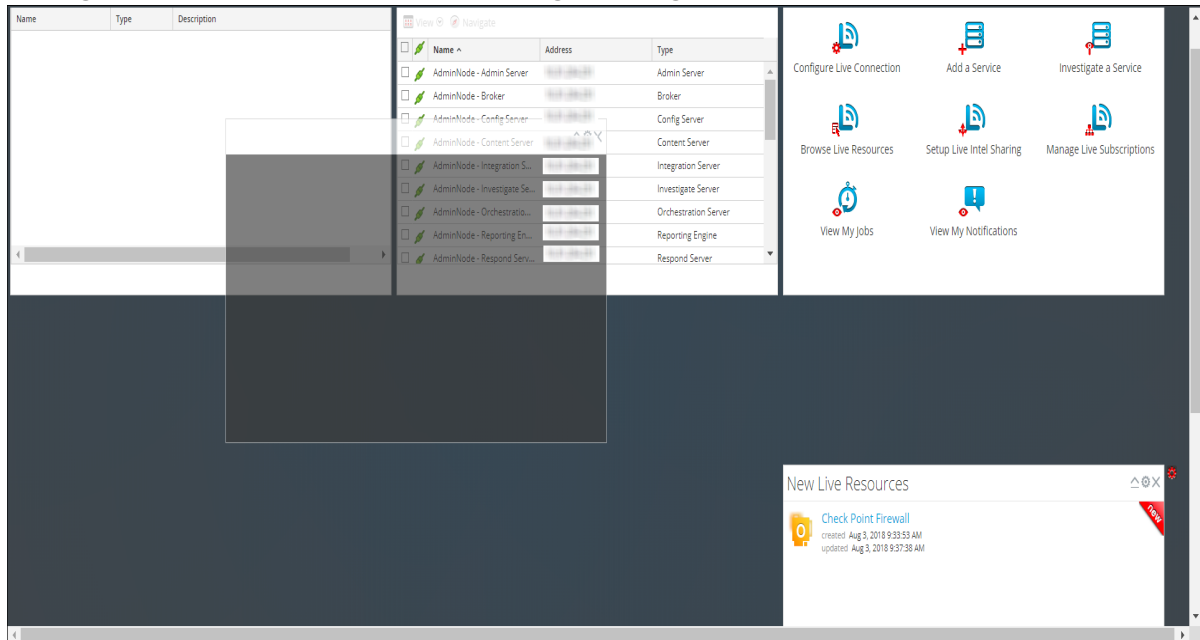 Name Type Description
View Navigate
Name Address Type
AdminNode - Admin Server Admin Server
AdminNode - Broker Broker
AdminNode - Config Server Config Server
AdminNode - Content Server Content Server
AdminNode - Integration S... Integration Server
AdminNode - Investigate Se... Investigate Server
AdminNode - Orchestratio... Orchestration Server
AdminNode - Reporting En... Reporting Engine
AdminNode - Respond Serv... Respond Server
Configure Live Connection Add a Service Investigate a Service
Browse Live Resources Setup Live Intel Sharing Manage Live Subscriptions
View My Jobs View My Notifications
New Live Resources
new
Check Point Firewall
created Aug 3, 2018 9:33:53 AM
updated Aug 3, 2018 9:37:38 AM